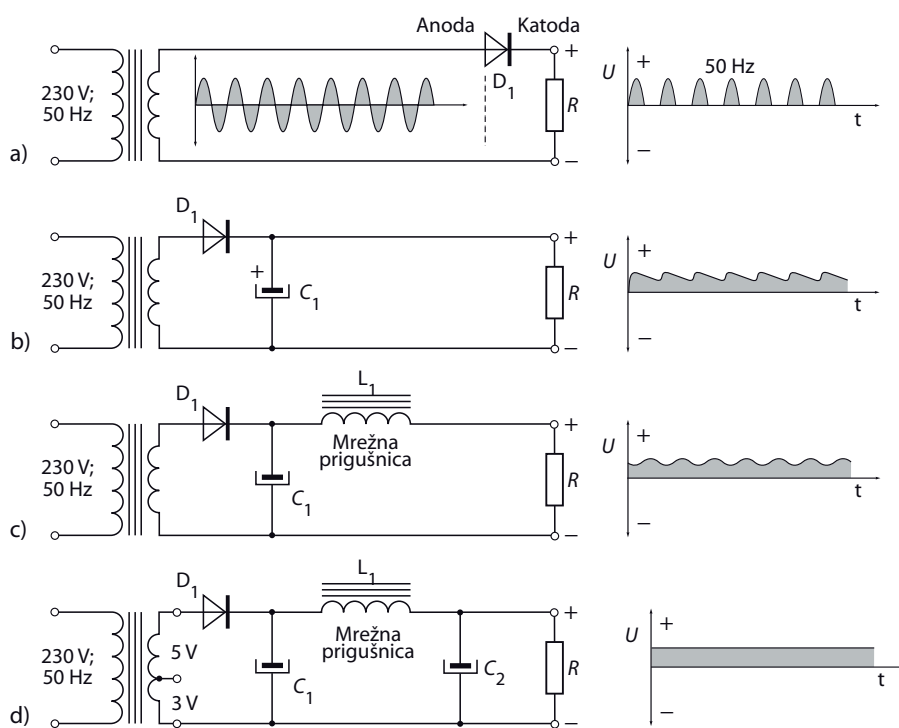 Anoda Katoda
D1
+
230 V;
50 Hz
R
−
a)
U
+
50 Hz
t
−
D1
+
230 V;
50 Hz
+
C1
R
−
b)
U
+
t
−
L1
D1
+
Mrežna
prigušnica
230 V;
50 Hz
C1
R
−
c)
U
+
t
−
L1
D1
+
Mrežna
prigušnica
230 V;
50 Hz
5 V
3 V
C1
C2
R
−
d)
U
+
t
−